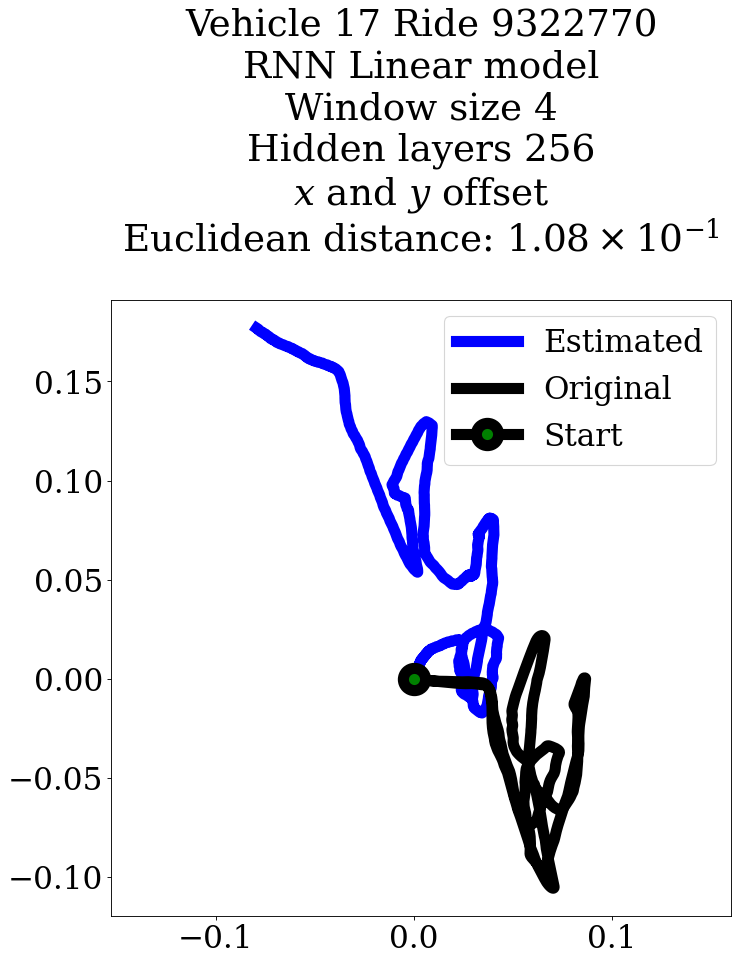 Vehicle 17 Ride 9322770
RNN Linear model
Window size 4
Hidden layers 256
x and y offset
Euclidean distance: 1.08 × 10⁻¹
Estimated
Original
Start
0.15
0.10
0.05
0.00
−0.05
−0.10
−0.1 0.0 0.1